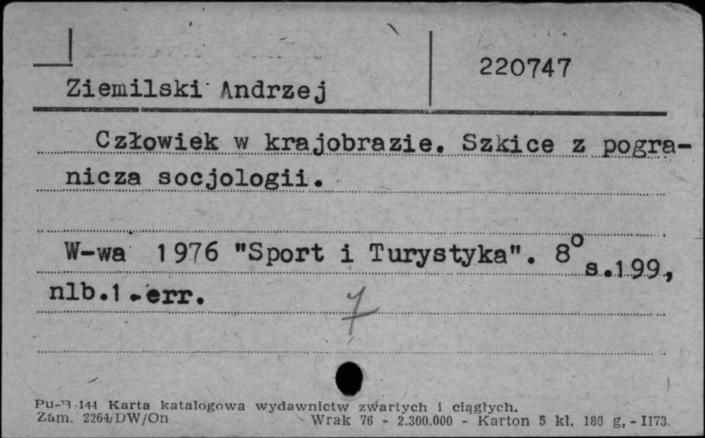 220747
Ziemilski Andrzej
Człowiek w krajobrazie. Szkice z pogra-
nicza socjologii.
W-wa 1976 "Sport i Turystyka". 8° s.199,
nlb.1 err.
7
Pu-B 144 Karta katalogowa wydawnictw zwartych i ciągłych.
Zam. 2264/DW/On Wrak 76 - 2.300.000 - Karton 5 kl. 180 g, - II73.